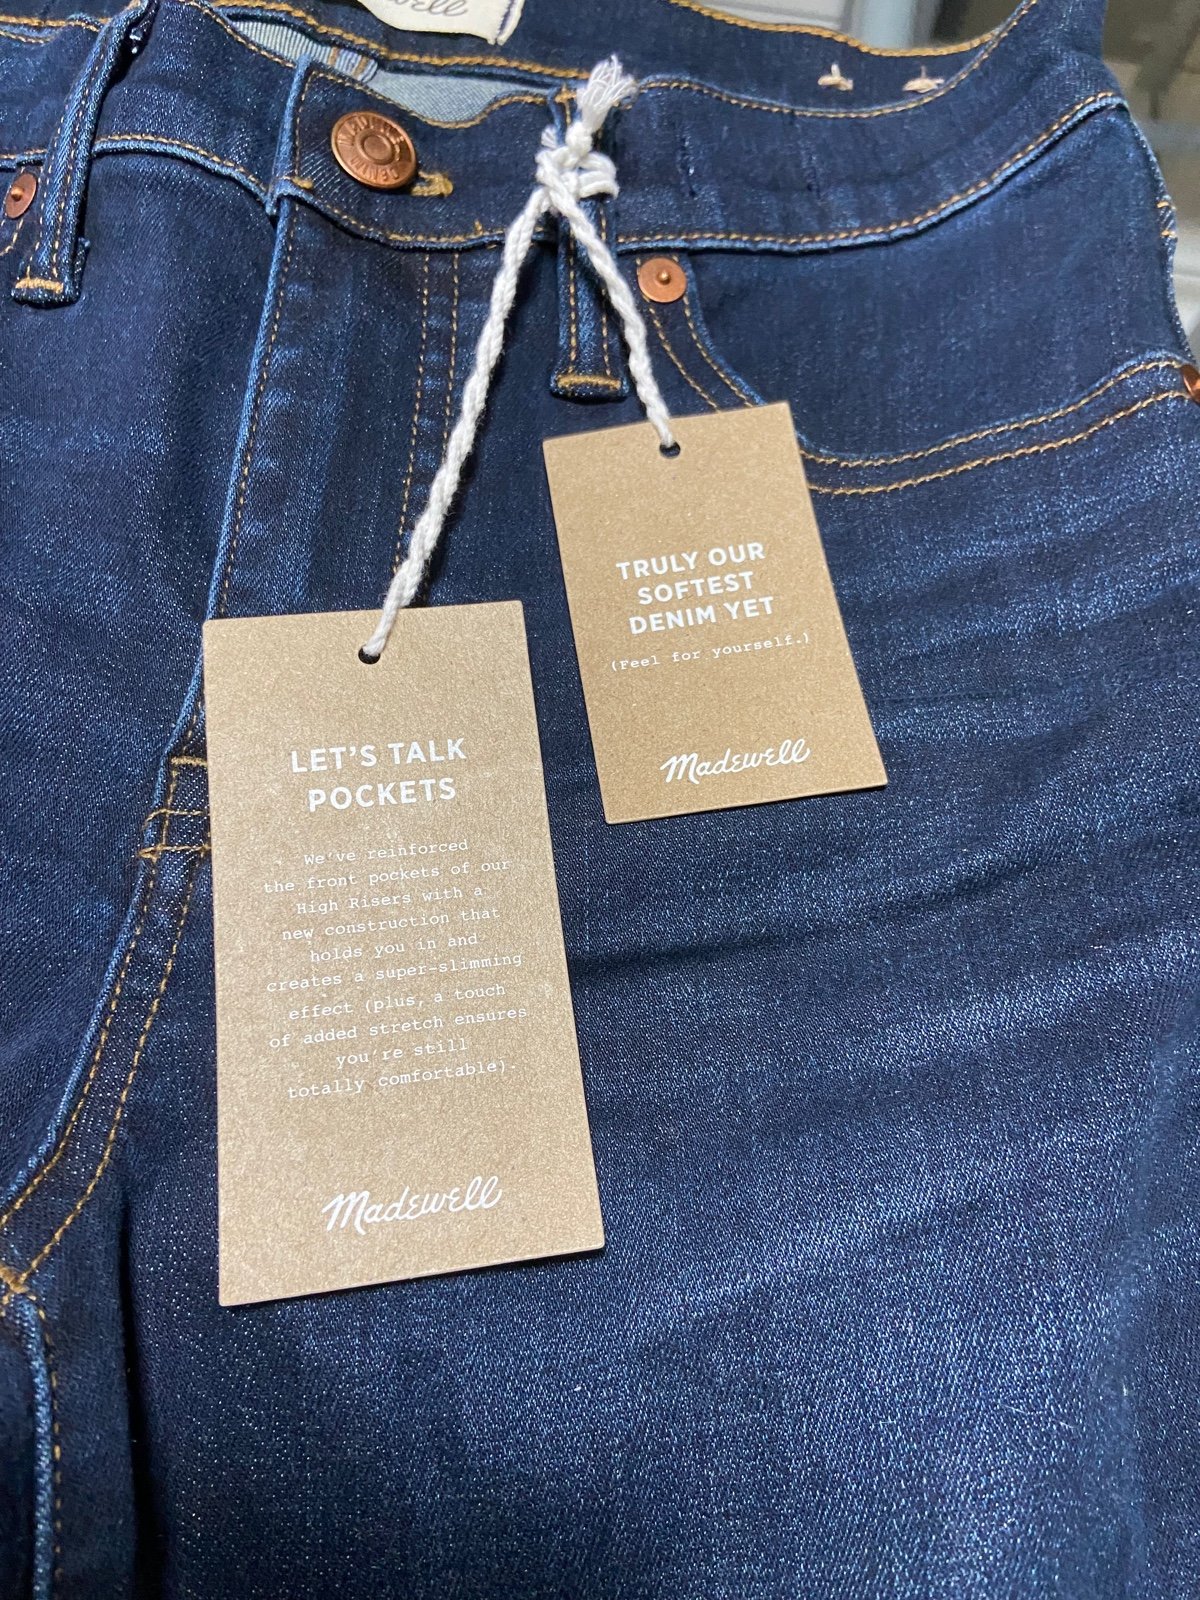 LET'S TALK
POCKETS
We've reinforced
the front pockets of our
High Risers with a
new construction that
holds you in and
creates a super-slimming
effect (plus, a touch
of added stretch ensures
you're still
totally comfortable).
Madewell
TRULY OUR
SOFTEST
DENIM YET
(Feel for yourself.)
Madewell